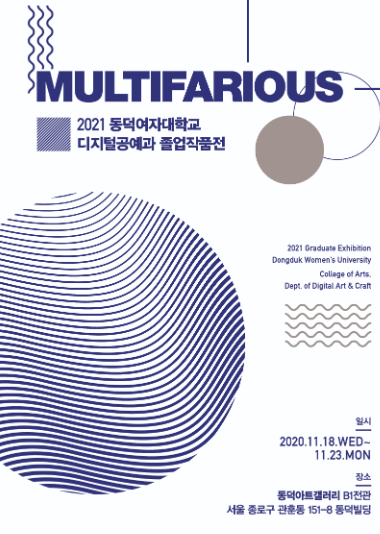 MULTIFARIOUS
2021 동덕여자대학교
디지털공예과 졸업작품전
2021 Graduate Exhibition
Dongduk Women's University
College of Arts,
Dept. of Digital Art & Craft
일시
2020.11.18.WED~
11.23.MON
장소
동덕아트갤러리 B1전관
서울 종로구 관훈동 151-8 동덕빌딩